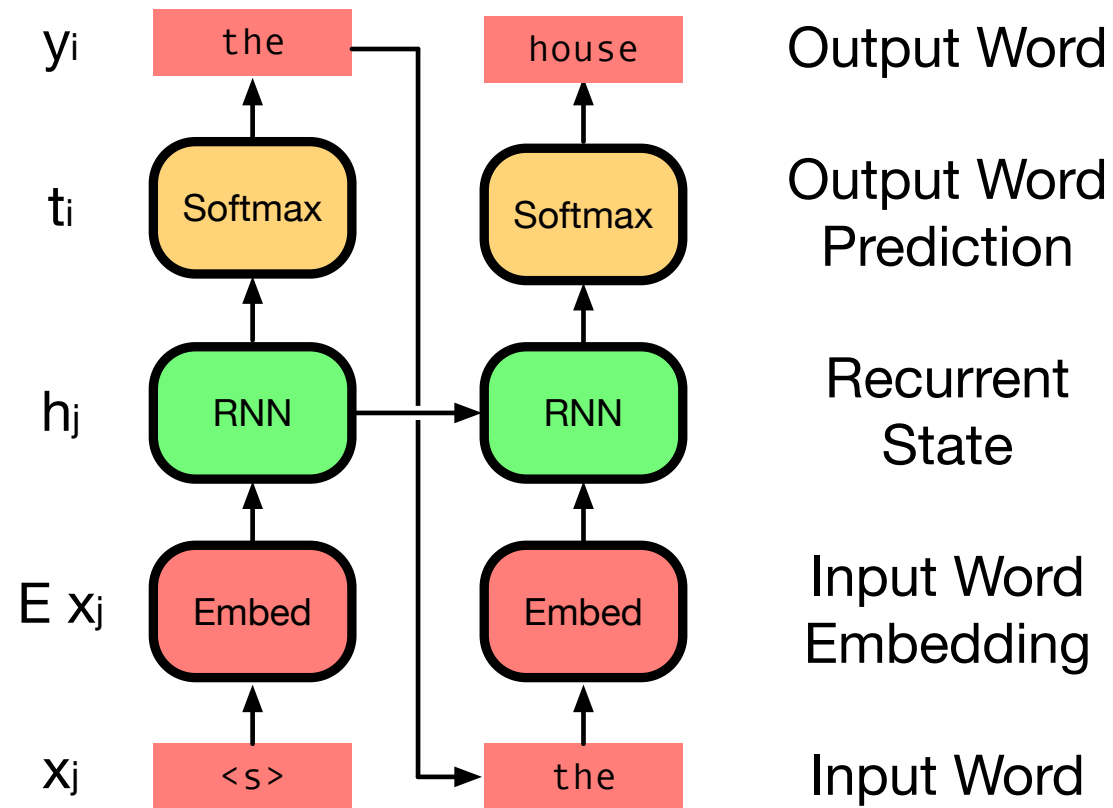 yi the house Output Word
ti Softmax Softmax Output Word
Prediction
hj RNN RNN Recurrent
State
E xj Embed Embed Input Word
Embedding
xj <s> the Input Word